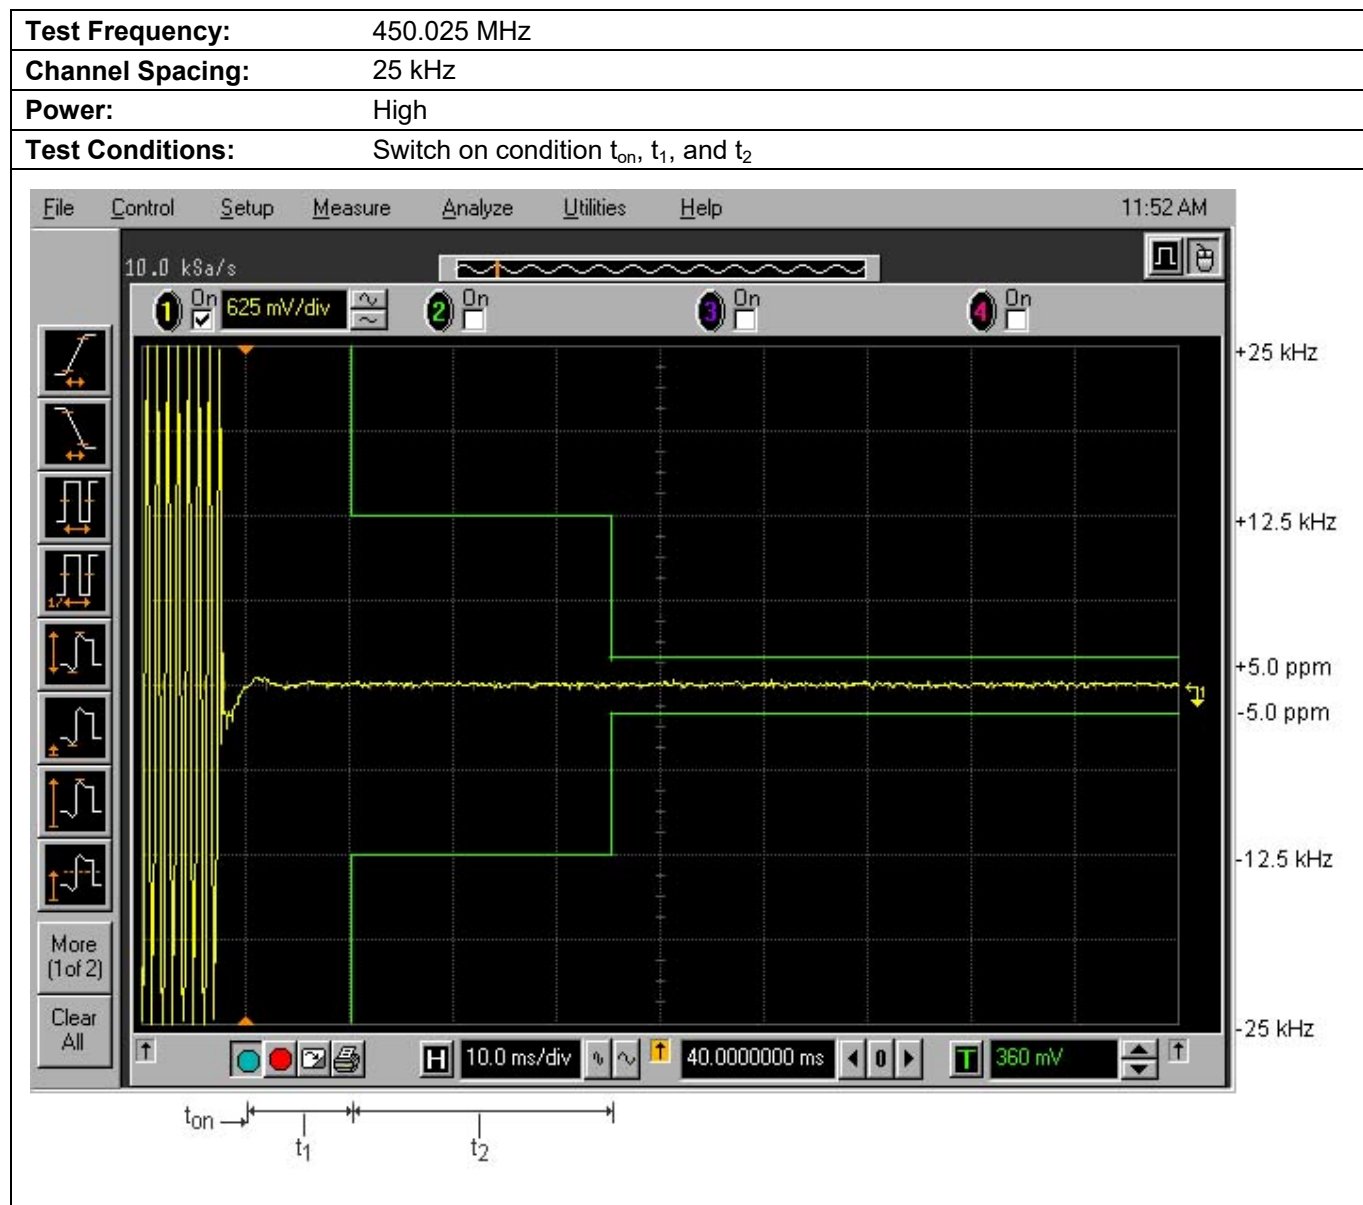 Test Frequency: 450.025 MHz
Channel Spacing: 25 kHz
Power: High
Test Conditions: Switch on condition ton, t1, and t2
File Control Setup Measure Analyze Utilities Help 11:52 AM
10.0 kSa/s
1 On 625 mV/div 2 On 3 On 4 On
+25 kHz
+12.5 kHz
+5.0 ppm
-5.0 ppm
-12.5 kHz
-25 kHz
1
More
(1of 2)
Clear
All
H 10.0 ms/div 40.0000000 ms 0 T 360 mV
ton t1 t2